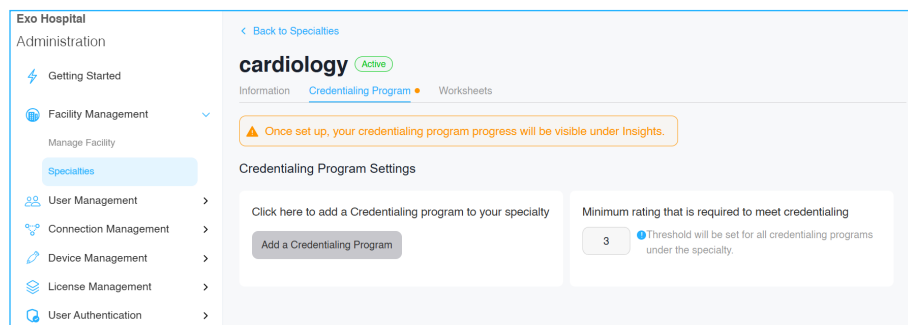 Exo Hospital
Administration
Getting Started
Facility Management
Manage Facility
Specialties
User Management
Connection Management
Device Management
License Management
User Authentication
Back to Specialties
cardiology Active
Information Credentialing Program Worksheets
Once set up, your credentialing program progress will be visible under Insights.
Credentialing Program Settings
Click here to add a Credentialing program to your specialty
Add a Credentialing Program
Minimum rating that is required to meet credentialing
3 Threshold will be set for all credentialing programs
under the specialty.